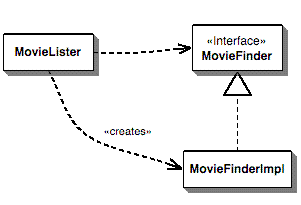 «Interface»
MovieFinder
MovieLister
«creates»
MovieFinderImpl